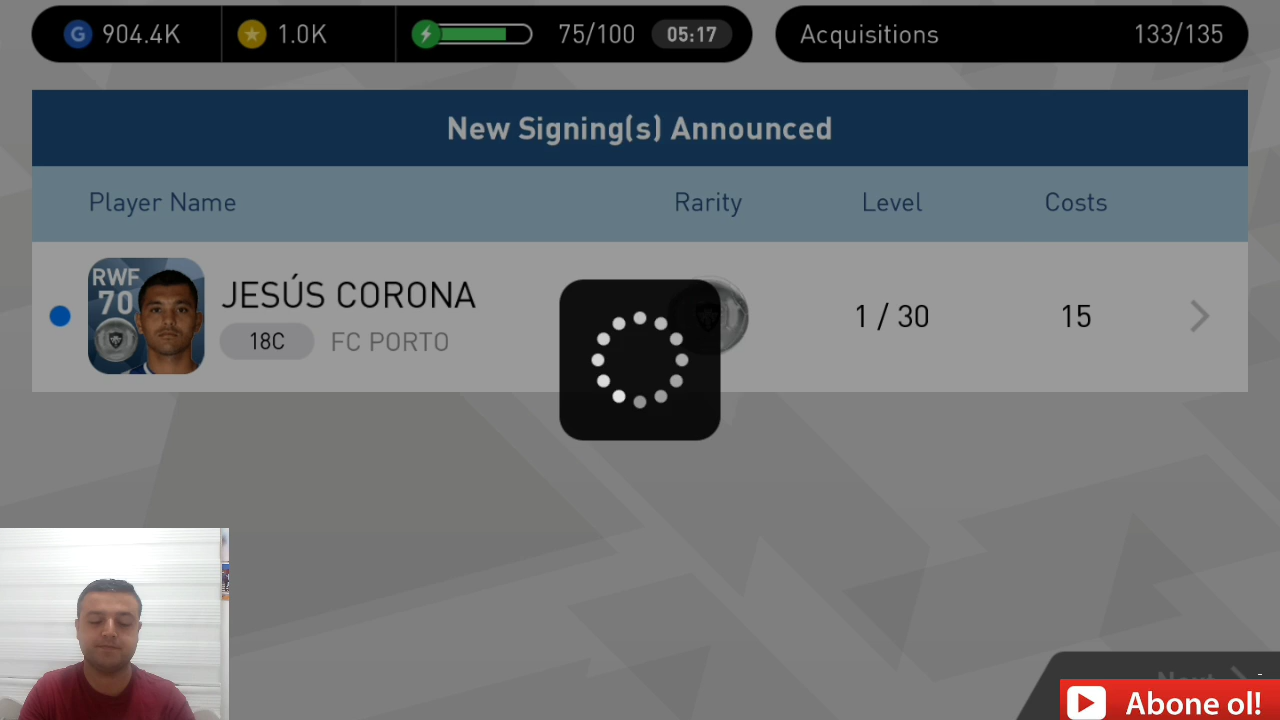 904.4K 1.0K 75/100 05:17 Acquisitions 133/135
New Signing(s) Announced
Player Name Rarity Level Costs
RWF
70
JESÚS CORONA
18C FC PORTO
1 / 30 15
Next
Abone ol!